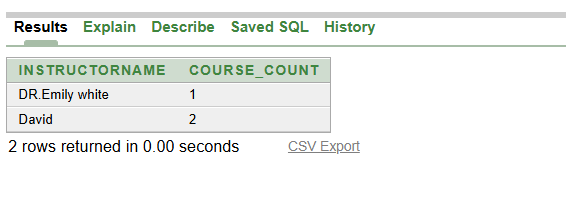 Results Explain Describe Saved SQL History
INSTRUCTORNAME COURSE_COUNT
DR.Emily white 1
David 2
2 rows returned in 0.00 seconds CSV Export